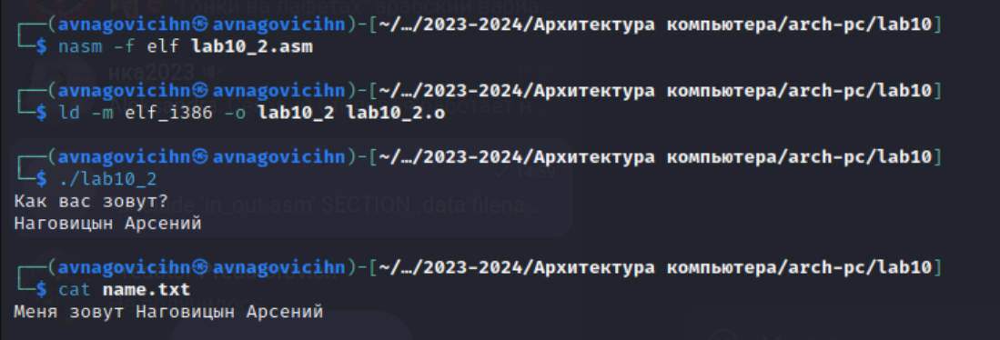 ┌──(avnagovicihn㉿avnagovicihn)-[~/…/2023-2024/Архитектура компьютера/arch-pc/lab10]
└─$ nasm -f elf lab10_2.asm
┌──(avnagovicihn㉿avnagovicihn)-[~/…/2023-2024/Архитектура компьютера/arch-pc/lab10]
└─$ ld -m elf_i386 -o lab10_2 lab10_2.o
┌──(avnagovicihn㉿avnagovicihn)-[~/…/2023-2024/Архитектура компьютера/arch-pc/lab10]
└─$ ./lab10_2
Как вас зовут?
Наговицын Арсений
┌──(avnagovicihn㉿avnagovicihn)-[~/…/2023-2024/Архитектура компьютера/arch-pc/lab10]
└─$ cat name.txt
Меня зовут Наговицын Арсений